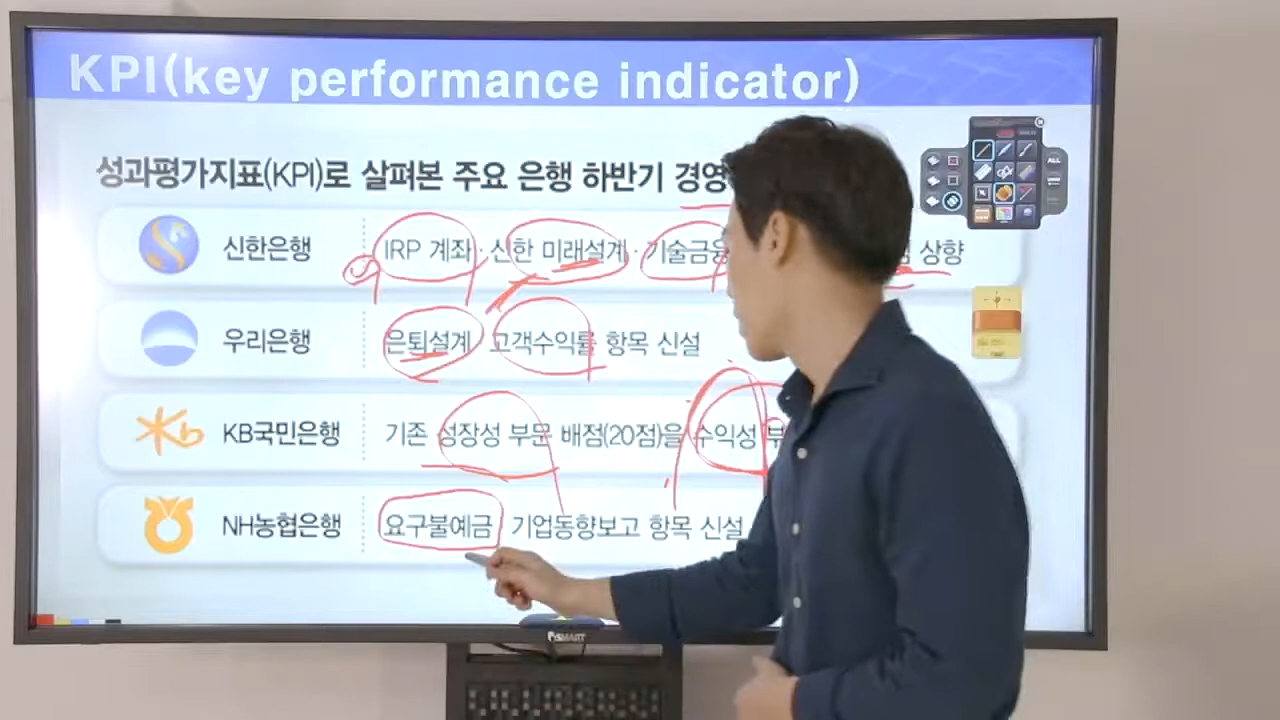 KPI(key performance indicator)
성과평가지표(KPI)로 살펴본 주요 은행 하반기 경영
신한은행 IRP 계좌·신한 미래설계·기술금융 상향
우리은행 은퇴설계 고객수익률 항목 신설
KB국민은행 기존 성장성 부문 배점(20점)을 수익성
NH농협은행 요구불예금 기업동향보고 항목 신설
ALL
SMART